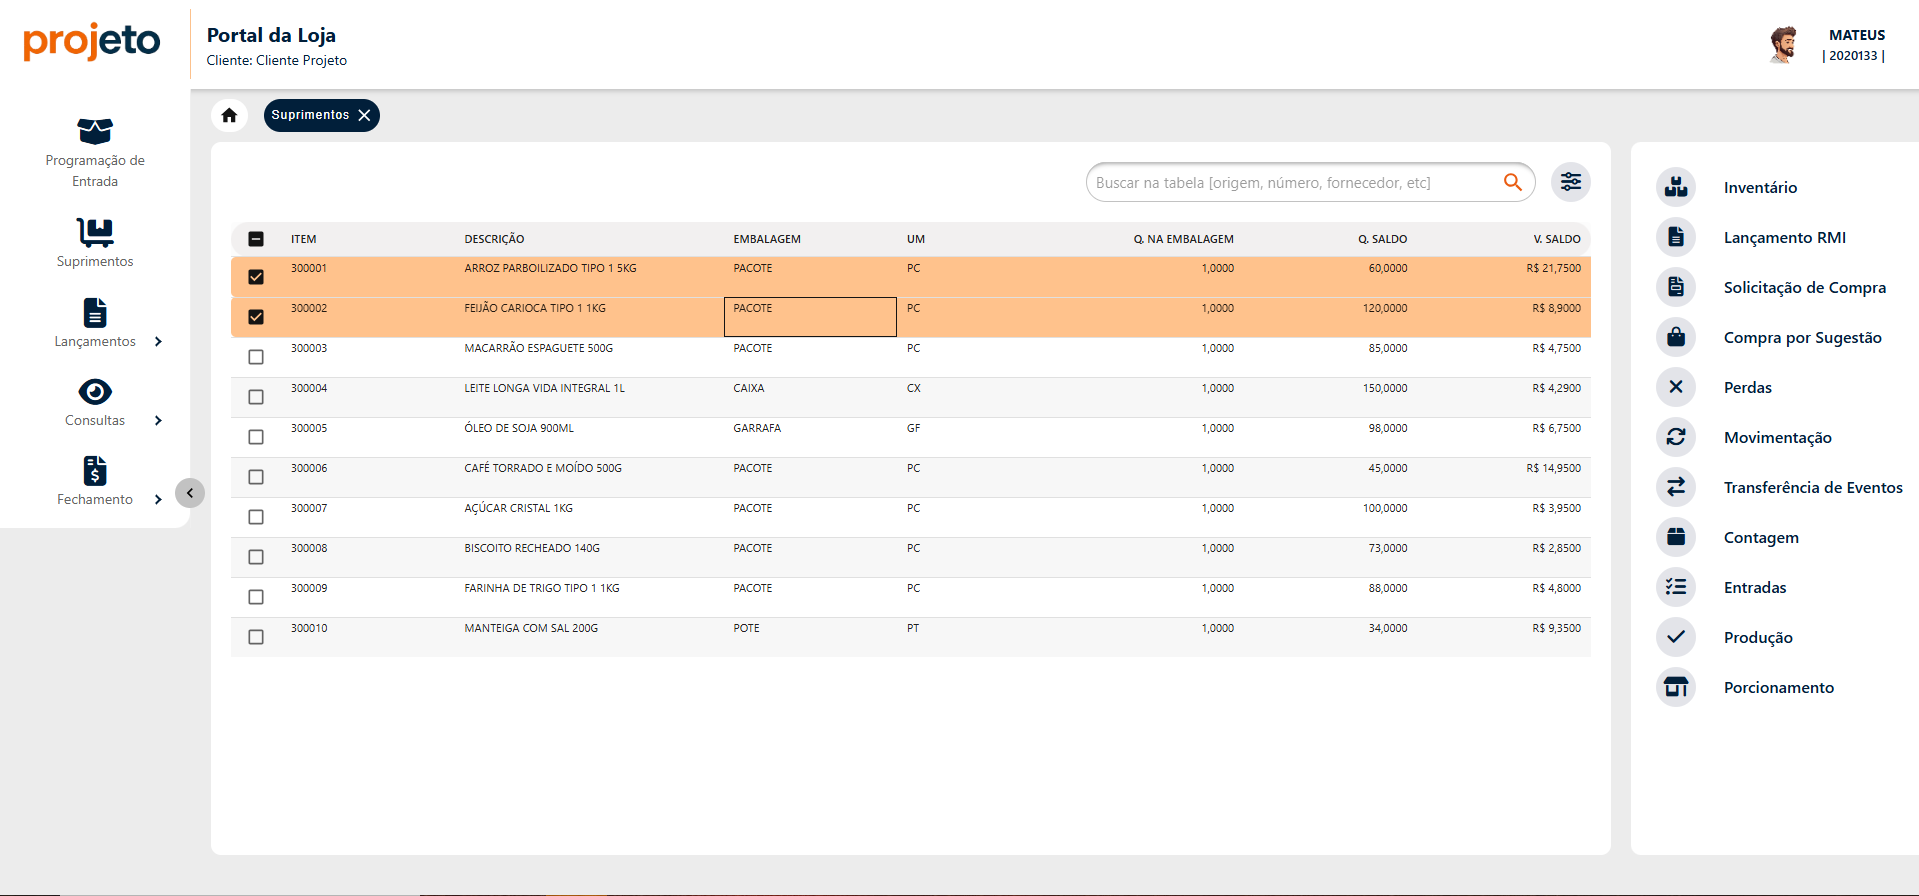 projeto
Portal da Loja
Cliente: Cliente Projeto
MATEUS
| 2020133 |
Programação de
Entrada
Suprimentos
Lançamentos
Consultas
Fechamento
Suprimentos
Buscar na tabela [origem, número, fornecedor, etc]
ITEM DESCRIÇÃO EMBALAGEM UM Q. NA EMBALAGEM Q. SALDO V. SALDO
300001 ARROZ PARBOILIZADO TIPO 1 5KG PACOTE PC 1,0000 60,0000 R$ 21,7500
300002 FEIJÃO CARIOCA TIPO 1 1KG PACOTE PC 1,0000 120,0000 R$ 8,9000
300003 MACARRÃO ESPAGUETE 500G PACOTE PC 1,0000 85,0000 R$ 4,7500
300004 LEITE LONGA VIDA INTEGRAL 1L CAIXA CX 1,0000 150,0000 R$ 4,2900
300005 ÓLEO DE SOJA 900ML GARRAFA GF 1,0000 98,0000 R$ 6,7500
300006 CAFÉ TORRADO E MOÍDO 500G PACOTE PC 1,0000 45,0000 R$ 14,9500
300007 AÇÚCAR CRISTAL 1KG PACOTE PC 1,0000 100,0000 R$ 3,9500
300008 BISCOITO RECHEADO 140G PACOTE PC 1,0000 73,0000 R$ 2,8500
300009 FARINHA DE TRIGO TIPO 1 1KG PACOTE PC 1,0000 88,0000 R$ 4,8000
300010 MANTEIGA COM SAL 200G POTE PT 1,0000 34,0000 R$ 9,3500
Inventário
Lançamento RMI
Solicitação de Compra
Compra por Sugestão
Perdas
Movimentação
Transferência de Eventos
Contagem
Entradas
Produção
Porcionamento